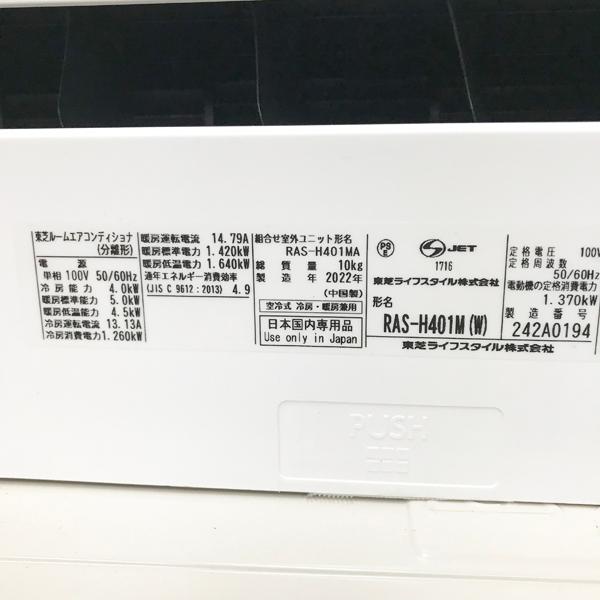 東芝ルームエアコンディショナ
(分離形)
電源
単相 100V 50/60Hz
冷房能力 4.0kW
暖房標準能力 5.0kW
暖房低温能力 4.5kW
冷房運転電流 13.13A
冷房消費電力 1.260kW
暖房運転電流 14.79A
暖房標準電力 1.420kW
暖房低温電力 1.640kW
通年エネルギー消費効率
(JIS C 9612:2013) 4.9
組合せ室外ユニット形名
RAS-H401MA
総質量 10kg
製造年 2022年
(中国製)
空冷式 冷房・暖房兼用
日本国内専用品
Use only in Japan
PS
E
JET
1716
東芝ライフスタイル株式会社
形名
RAS-H401M(W)
定格電圧 100V
定格周波数
50/60Hz
電動機の定格消費電力
1.370kW
製造番号
242A0194
東芝ライフスタイル株式会社
PUSH